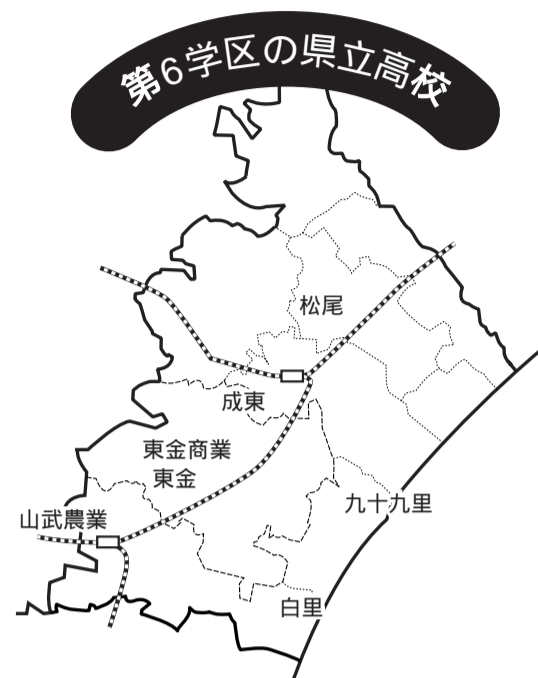 第6学区の県立高校
松尾
成東
東金商業
東金
九十九里
山武農業
白里